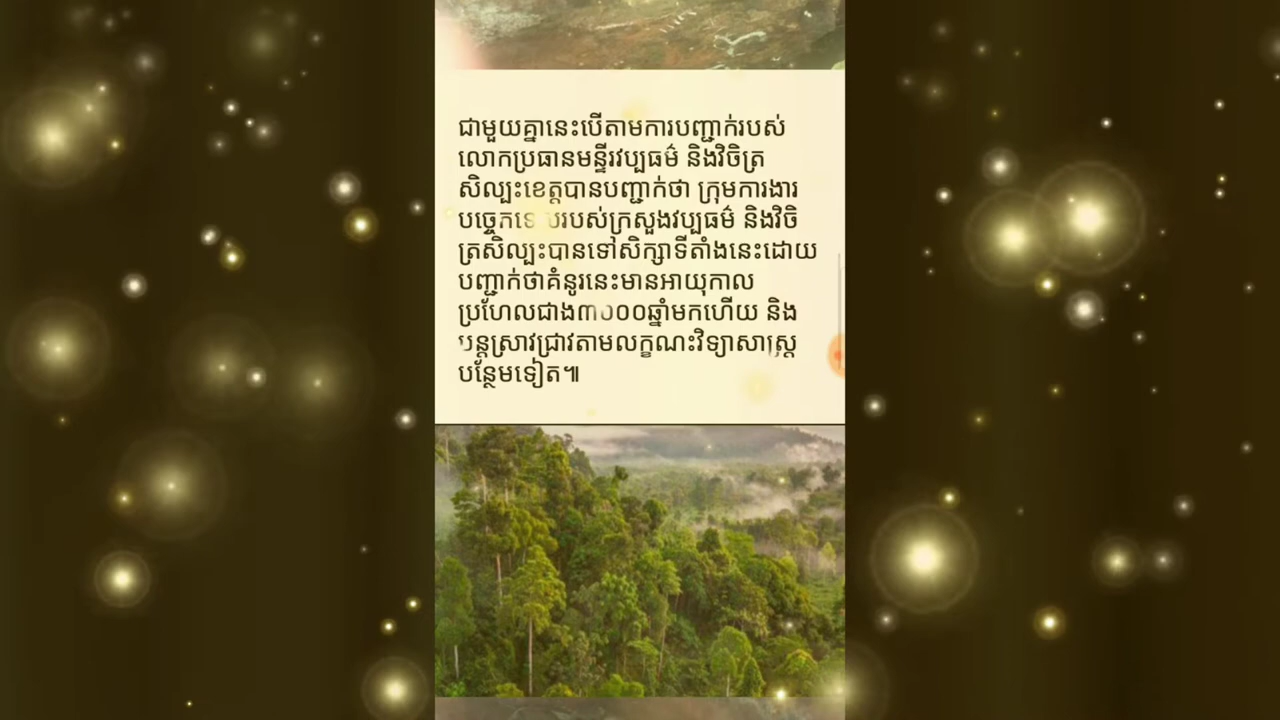 ជាមួយគ្នានេះបើតាមការបញ្ជាក់របស់
លោកប្រធានមន្ទីរវប្បធម៌ និងវិចិត្រ
សិល្បះខេត្តបានបញ្ជាក់ថា ក្រុមការងារ
របស់ក្រសួងវប្បធម៌ និងវិចិ
ត្រសិល្បះបានទៅសិក្សាទីតាំងនេះដោយ
បញ្ជាក់ថាគំនូរនេះមានអាយុកាល
ប្រហែលជាង៣០០០ឆ្នាំមកហើយ និង
បន្តស្រាវជ្រាវតាមលក្ខណះវិទ្យាសាស្ត្រ
បន្ថែមទៀត៕